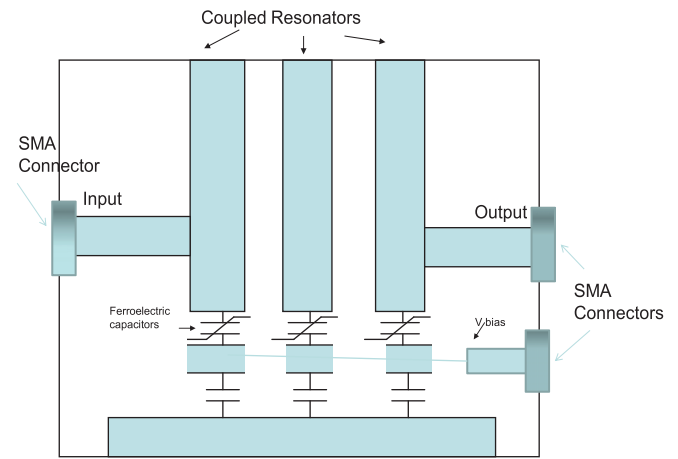 Coupled Resonators
SMA
Connector
Input
Output
Ferroelectric
capacitors
V bias
SMA
Connectors